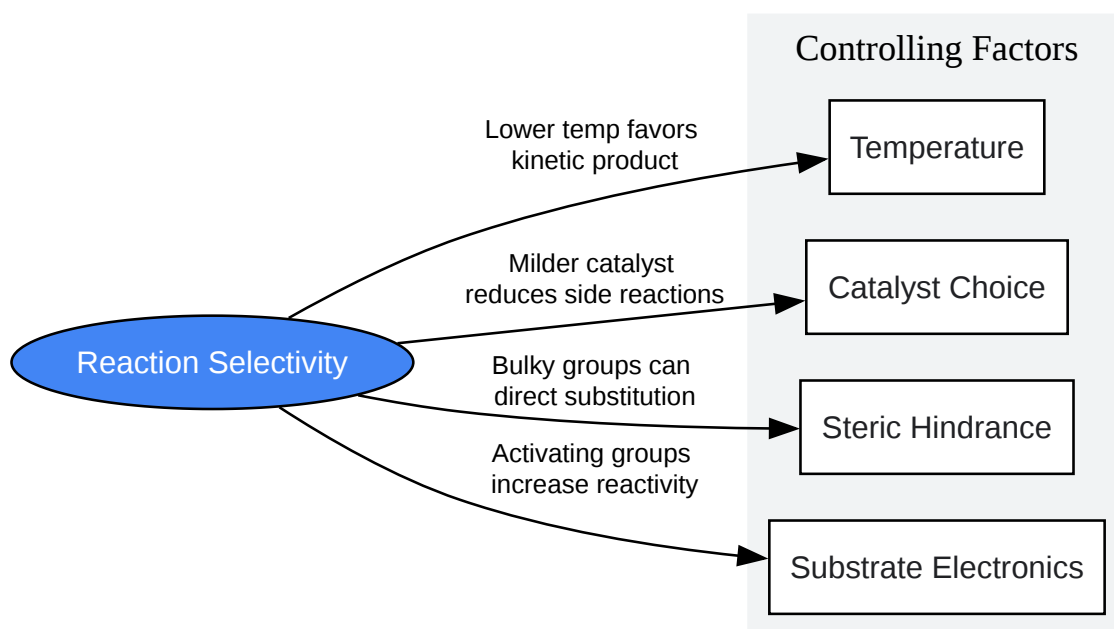 Controlling Factors
Lower temp favors
kinetic product
Temperature
Milder catalyst
reduces side reactions
Catalyst Choice
Reaction Selectivity
Bulky groups can
direct substitution
Steric Hindrance
Activating groups
increase reactivity
Substrate Electronics